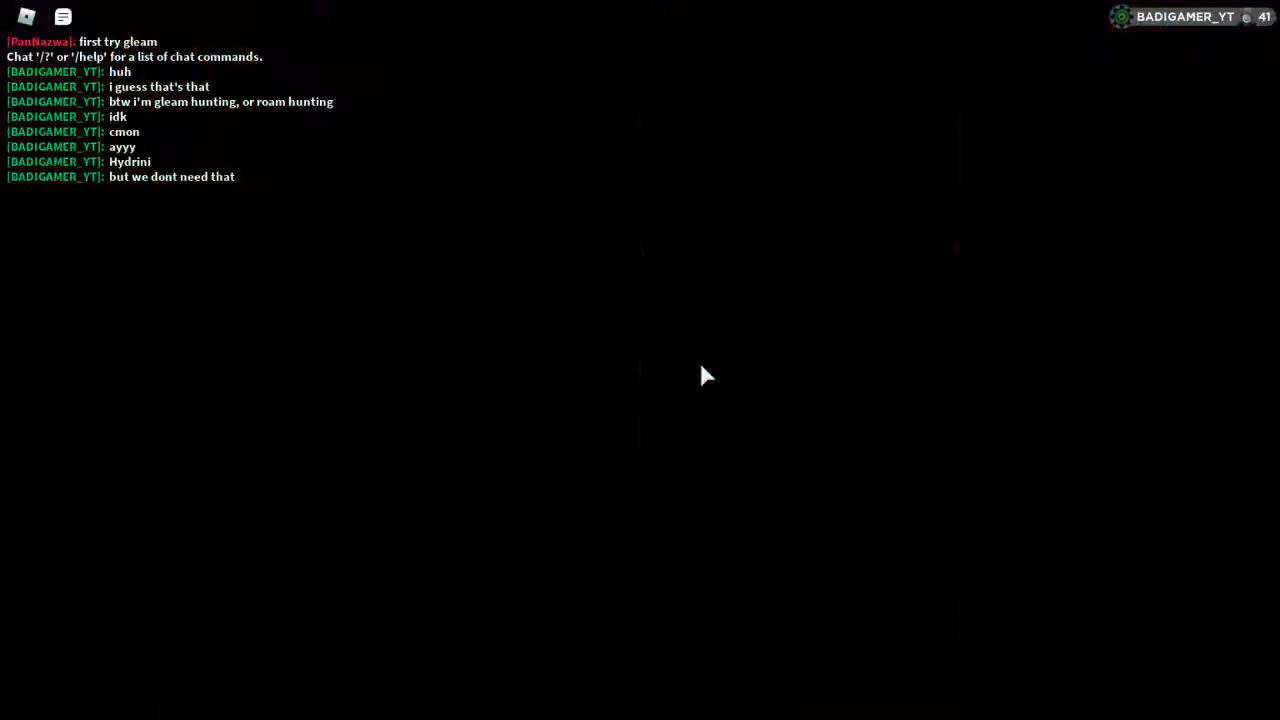 BADIGAMER_YT 41
[PanNazwa]: first try gleam
Chat '/?' or '/help' for a list of chat commands.
[BADIGAMER_YT]: huh
[BADIGAMER_YT]: i guess that's that
[BADIGAMER_YT]: btw i'm gleam hunting, or roam hunting
[BADIGAMER_YT]: idk
[BADIGAMER_YT]: cmon
[BADIGAMER_YT]: ayyy
[BADIGAMER_YT]: Hydrini
[BADIGAMER_YT]: but we dont need that